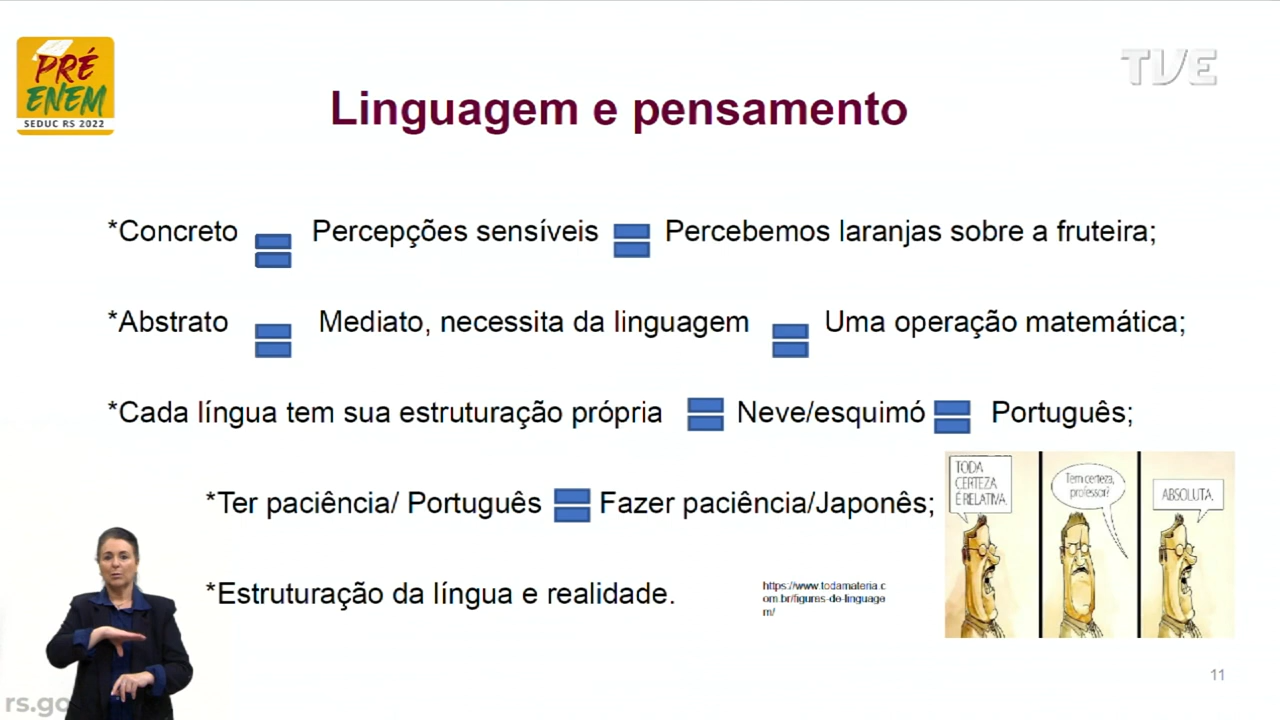 PRÉ
ENEM
SEDUC RS 2022
TVE
Linguagem e pensamento
*Concreto = Percepções sensíveis = Percebemos laranjas sobre a fruteira;
*Abstrato = Mediato, necessita da linguagem = Uma operação matemática;
*Cada língua tem sua estruturação própria = Neve/esquimó = Português;
*Ter paciência/ Português = Fazer paciência/Japonês;
*Estruturação da língua e realidade.
https://www.todamateria.c
om.br/figuras-de-linguage
m/
TODA
CERTEZA
É RELATIVA.
Tem certeza,
professor?
ABSOLUTA.
11
rs.go